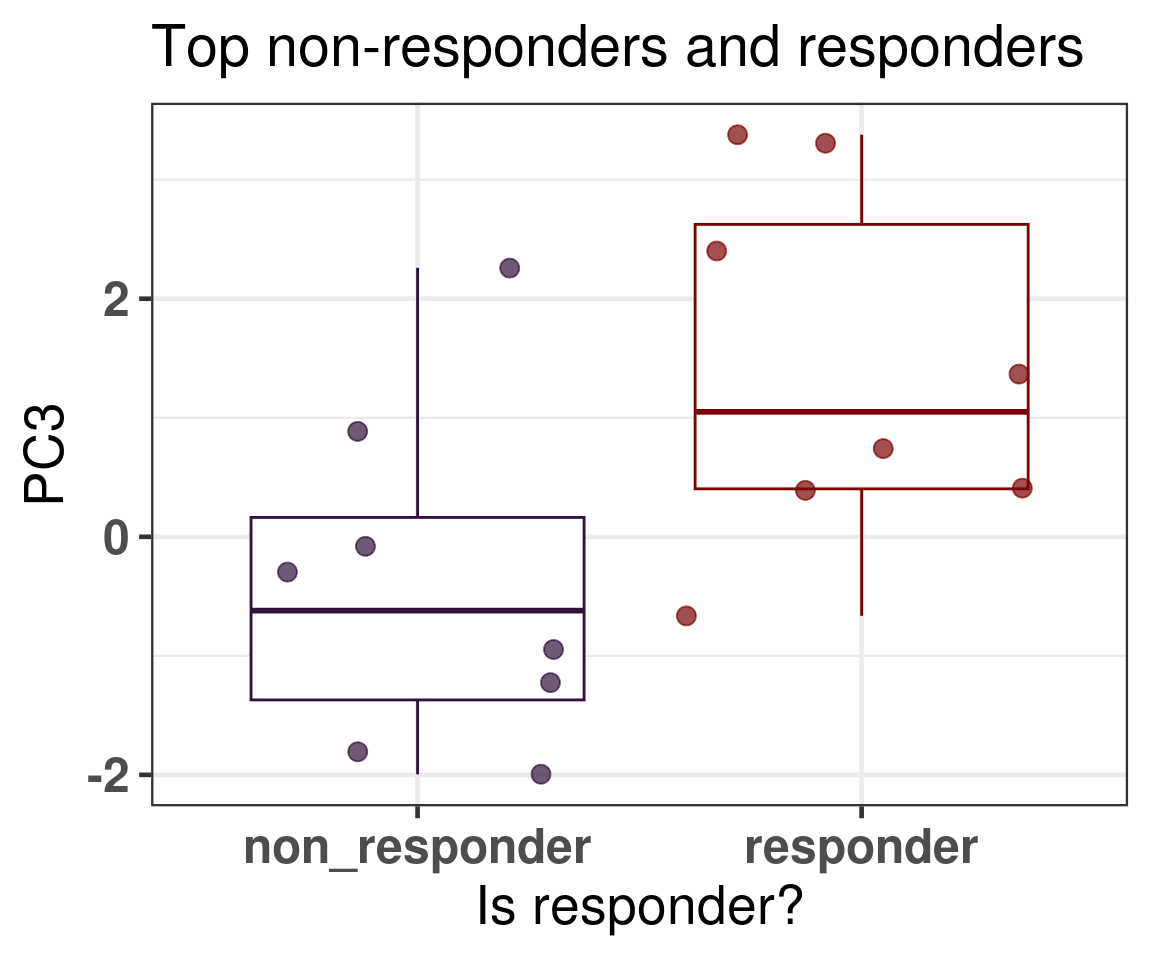 Top non-responders and responders
PC3
2
0
-2
non_responder responder
Is responder?